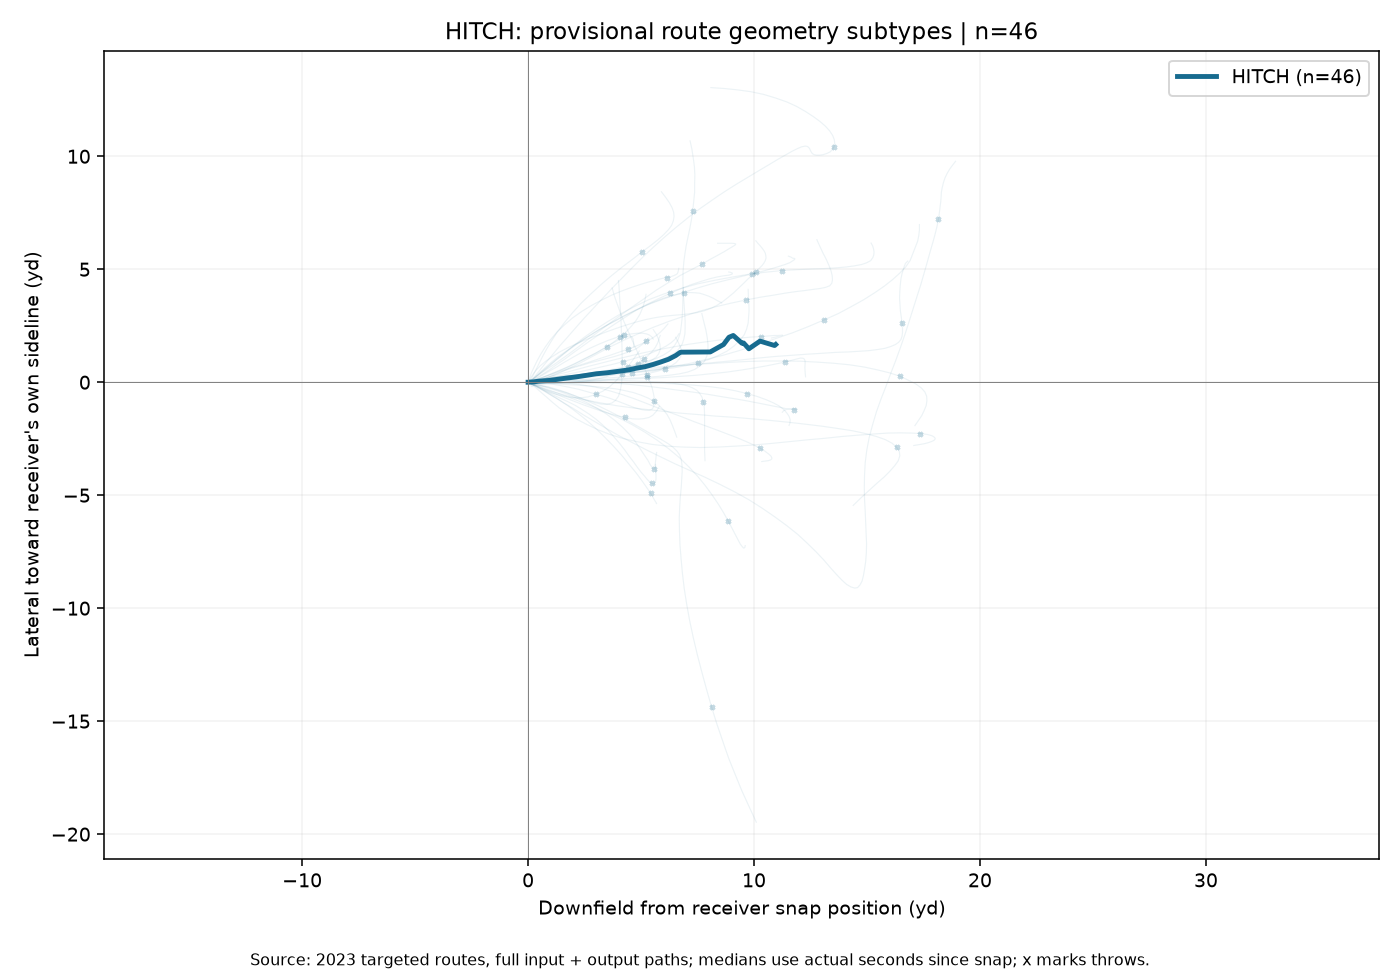 HITCH: provisional route geometry subtypes | n=46
HITCH (n=46)
10
5
0
−5
−10
−15
−20
Lateral toward receiver's own sideline (yd)
−10
0
10
20
30
Downfield from receiver snap position (yd)
Source: 2023 targeted routes, full input + output paths; medians use actual seconds since snap; x marks throws.